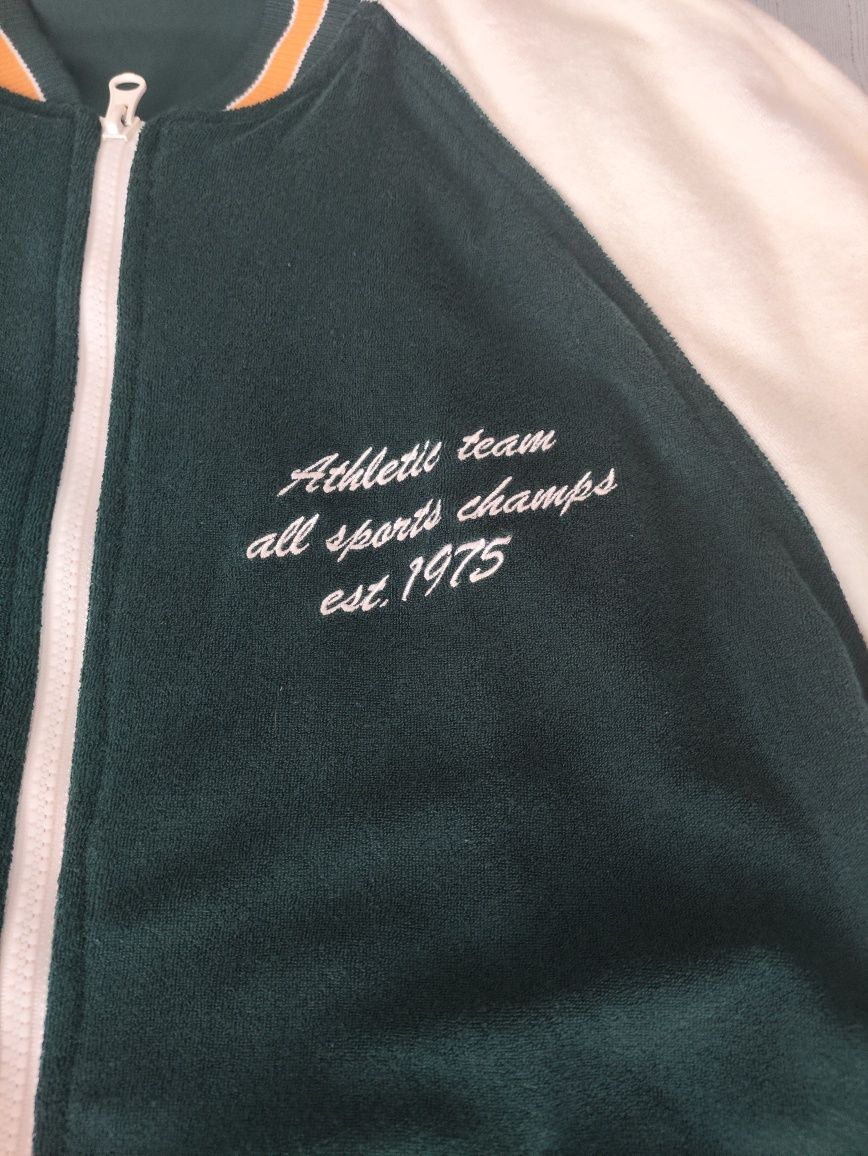 Athletic team
all sports champs
est. 1975